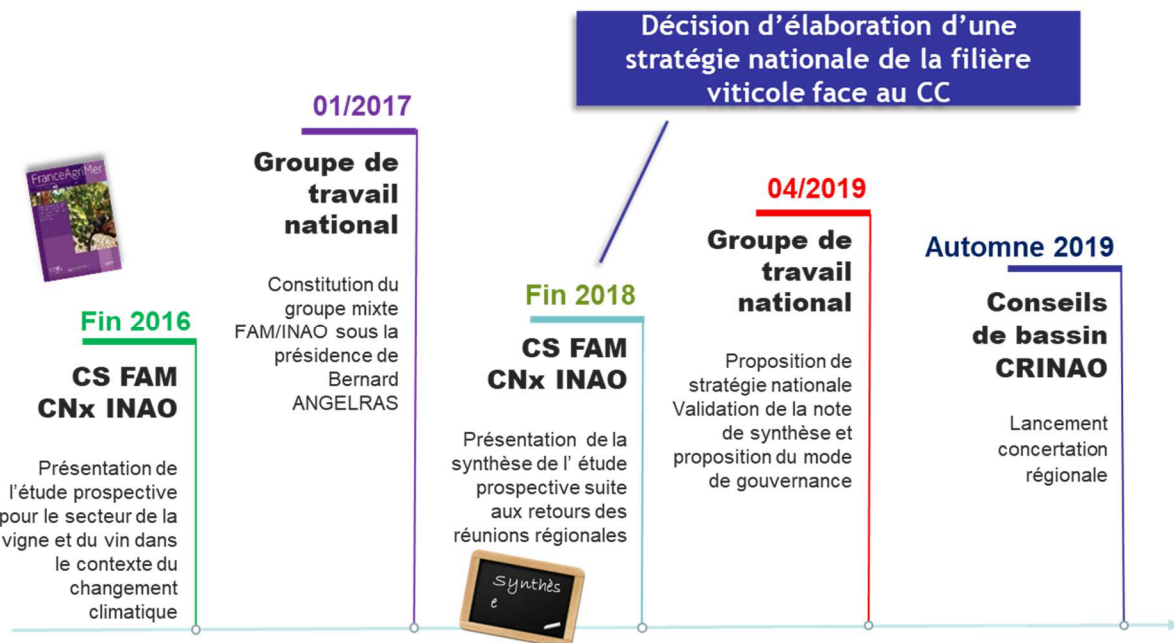 Décision d'élaboration d'une
stratégie nationale de la filière
viticole face au CC
FranceAgriMer
Fin 2016
CS FAM
CNx INAO
Présentation de
l'étude prospective
pour le secteur de la
vigne et du vin dans
le contexte du
changement
climatique
01/2017
Groupe de
travail
national
Constitution du
groupe mixte
FAM/INAO sous la
présidence de
Bernard
ANGELRAS
Fin 2018
CS FAM
CNx INAO
Présentation de la
synthèse de l' étude
prospective suite
aux retours des
réunions régionales
Synthès
e
04/2019
Groupe de
travail
national
Proposition de
stratégie nationale
Validation de la note
de synthèse et
proposition du mode
de gouvernance
Automne 2019
Conseils
de bassin
CRINAO
Lancement
concertation
régionale